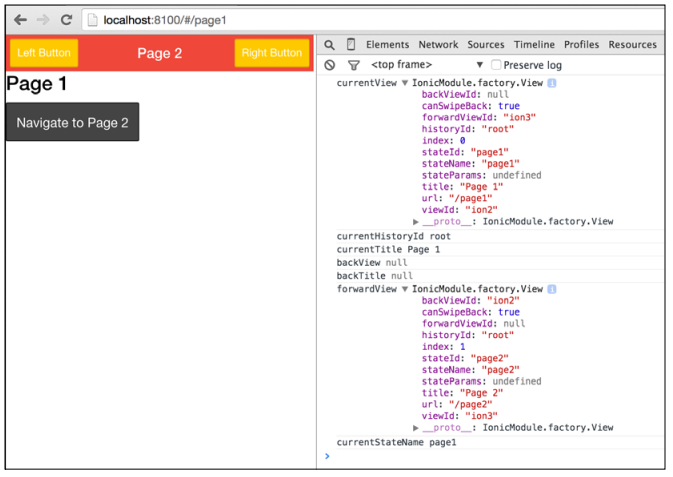 localhost:8100/#/page1
Left Button Page 2 Right Button
Page 1
Navigate to Page 2
Elements Network Sources Timeline Profiles Resources
<top frame> ▼ Preserve log
currentView ▼ IonicModule.factory.View
backViewId: null
canSwipeBack: true
forwardViewId: "ion3"
historyId: "root"
index: 0
stateId: "page1"
stateName: "page1"
stateParams: undefined
title: "Page 1"
url: "/page1"
viewId: "ion2"
▶ __proto__: IonicModule.factory.View
currentHistoryId root
currentTitle Page 1
backView null
backTitle null
forwardView ▼ IonicModule.factory.View
backViewId: "ion2"
canSwipeBack: true
forwardViewId: null
historyId: "root"
index: 1
stateId: "page2"
stateName: "page2"
stateParams: undefined
title: "Page 2"
url: "/page2"
viewId: "ion3"
▶ __proto__: IonicModule.factory.View
currentStateName page1
>